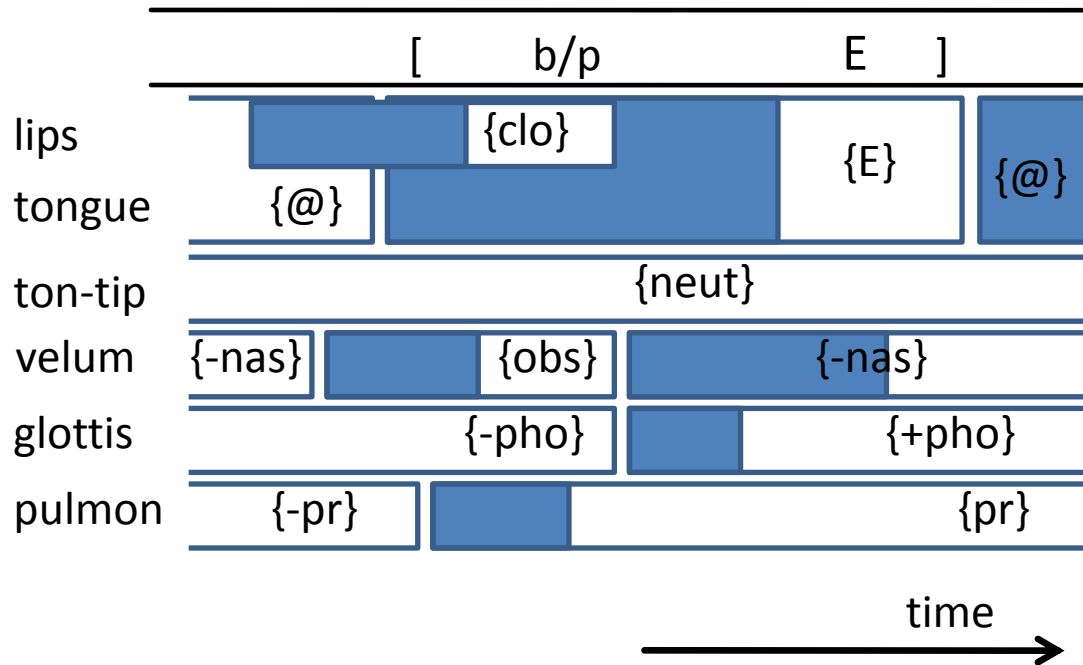 [ b/p E ]
lips {clo} {E} {@}
tongue {@}
ton-tip {neut}
velum {-nas} {obs} {-nas}
glottis {-pho} {+pho}
pulmon {-pr} {pr}
time